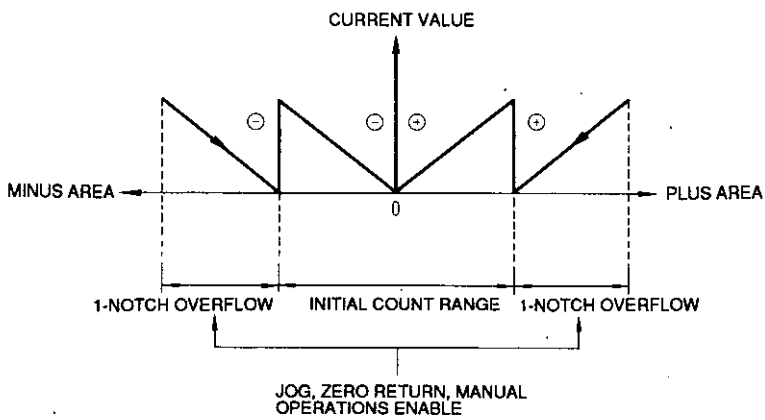 CURRENT VALUE
⊖ ⊖ ⊕ ⊕
MINUS AREA
0
PLUS AREA
1-NOTCH OVERFLOW
INITIAL COUNT RANGE
1-NOTCH OVERFLOW
JOG, ZERO RETURN, MANUAL
OPERATIONS ENABLE